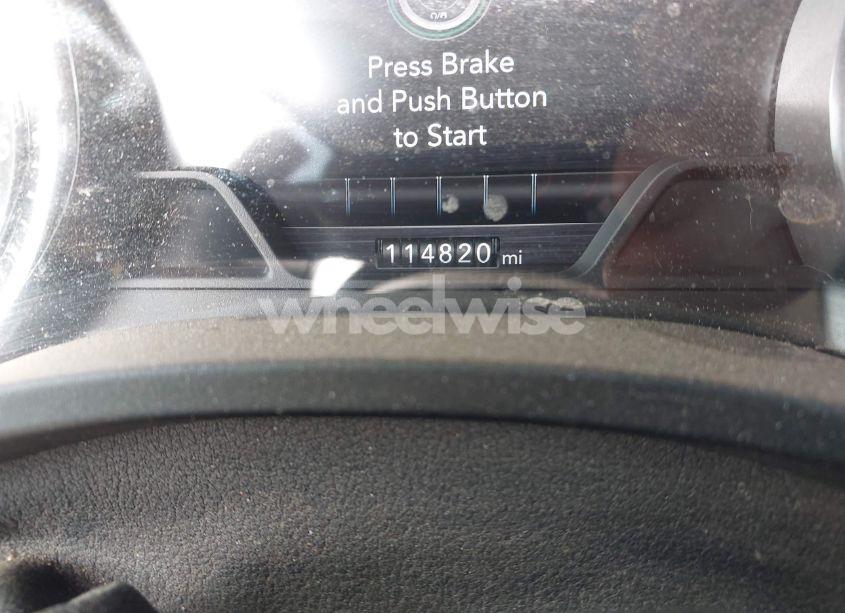 Press Brake
and Push Button
to Start
114820 mi
wheelwise